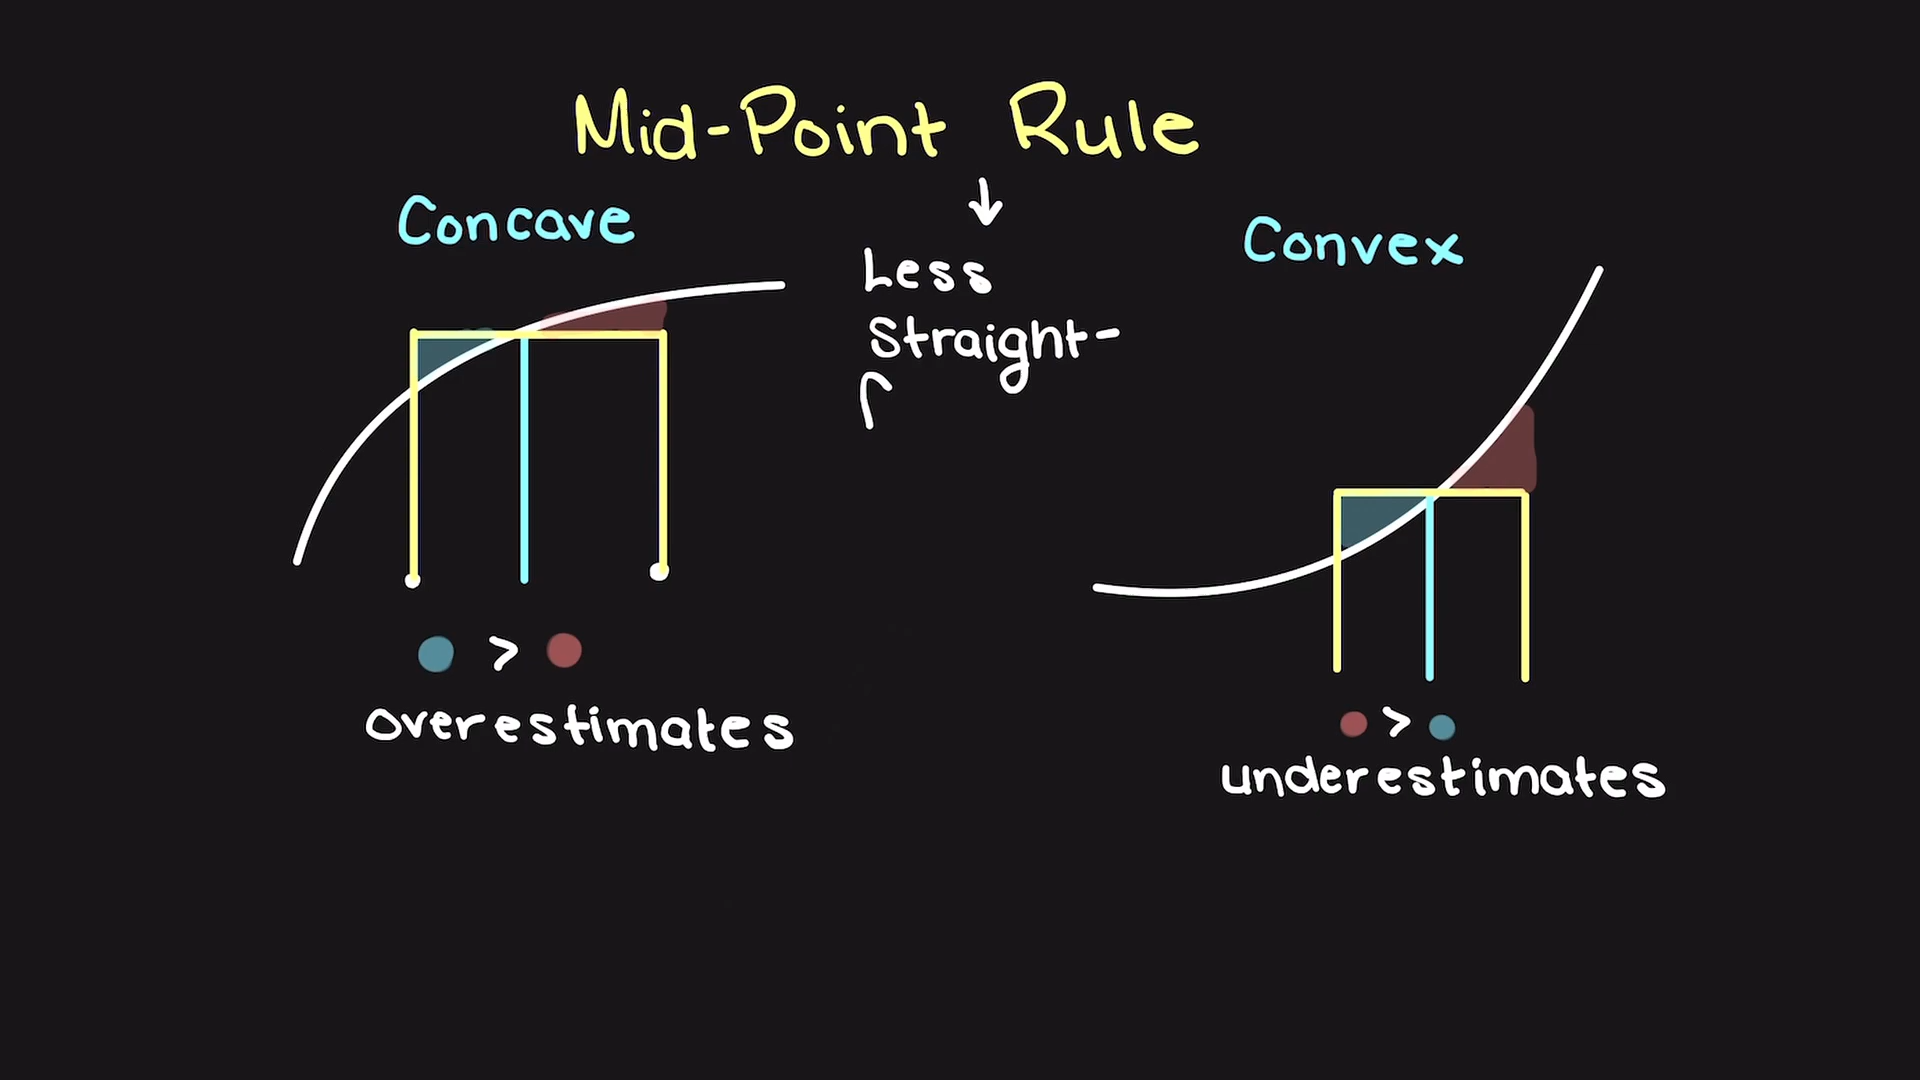 Mid-Point Rule
Concave
Less
Straight-
Convex
>
overestimates
>
underestimates